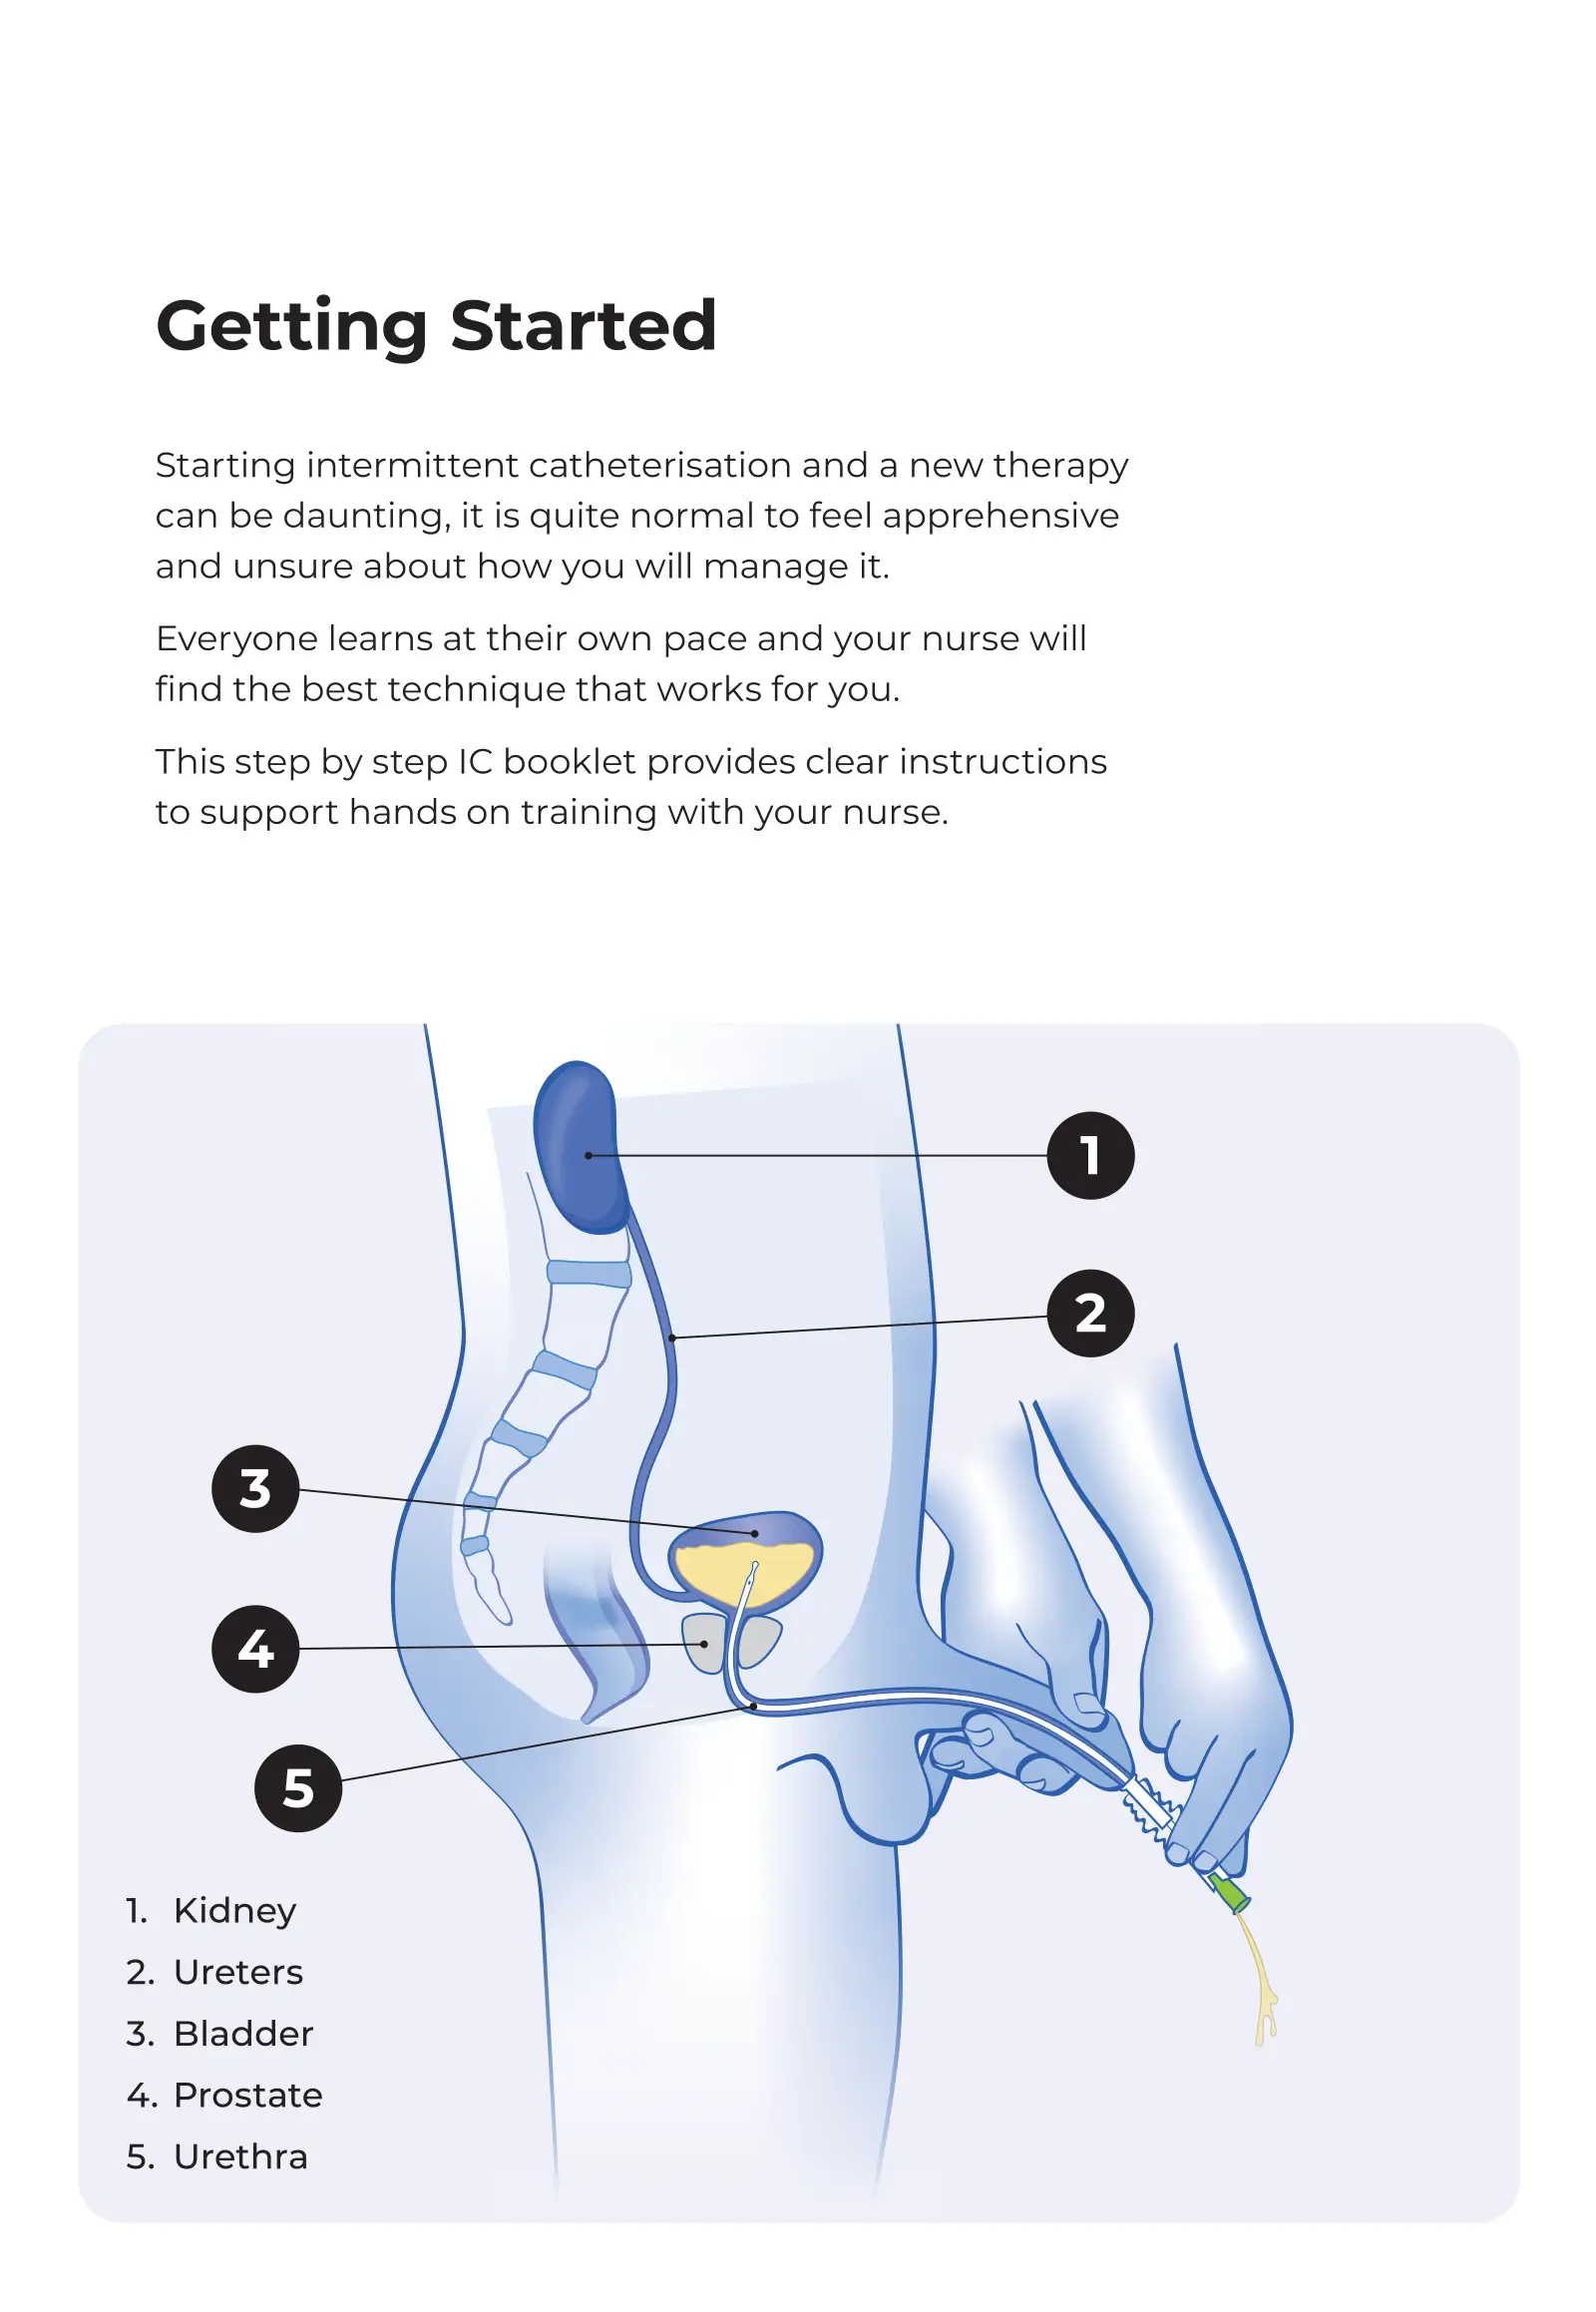 Getting Started
Starting intermittent catheterisation and a new therapy
can be daunting, it is quite normal to feel apprehensive
and unsure about how you will manage it.
Everyone learns at their own pace and your nurse will
find the best technique that works for you.
This step by step IC booklet provides clear instructions
to support hands on training with your nurse.
1
2
3
4
5
1. Kidney
2. Ureters
3. Bladder
4. Prostate
5. Urethra